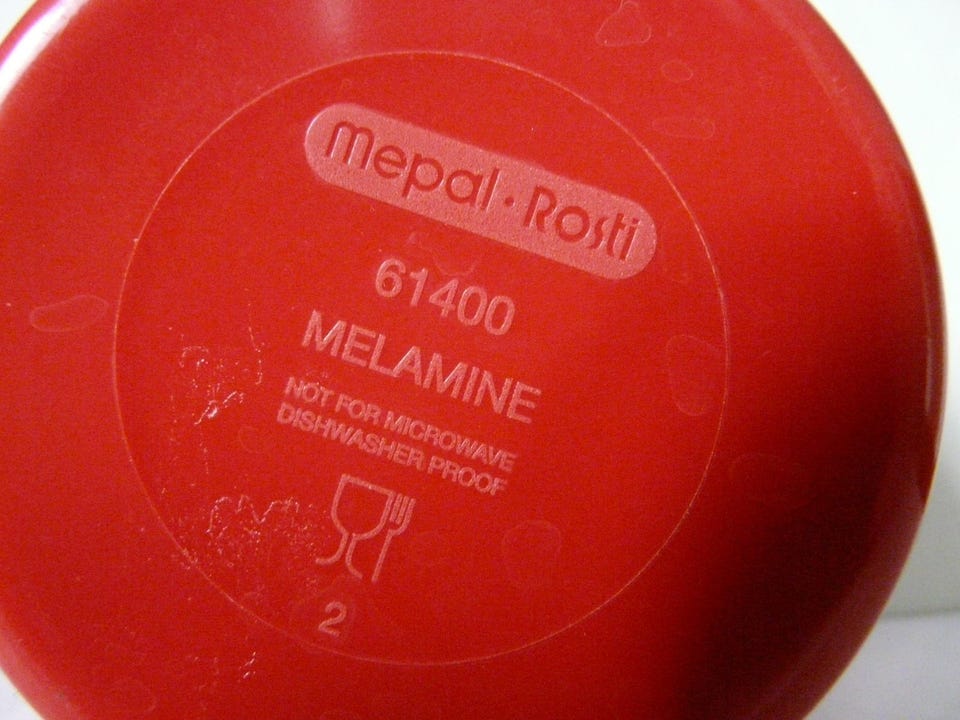 mepal · Rosti
61400
MELAMINE
NOT FOR MICROWAVE
DISHWASHER PROOF
2